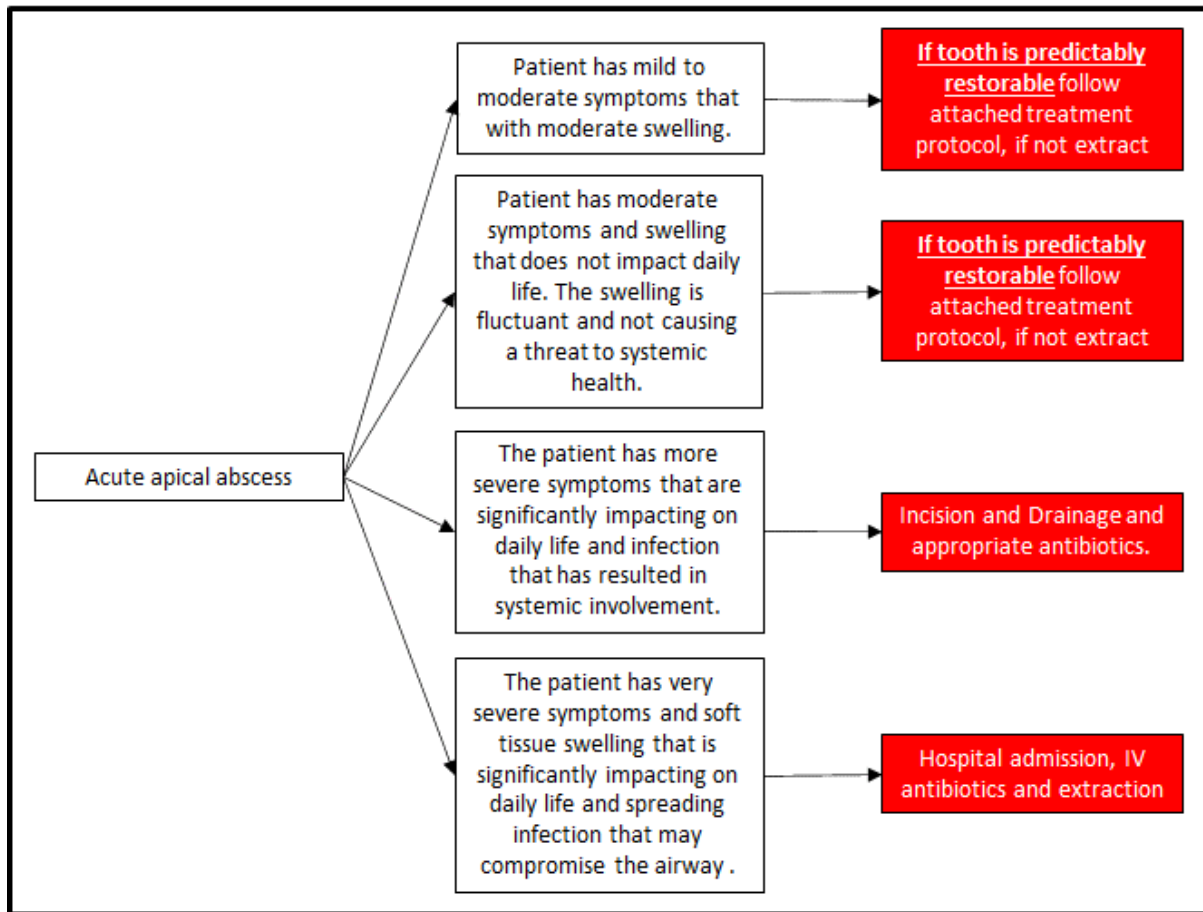 Patient has mild to
moderate symptoms that
with moderate swelling.
If tooth is predictably
restorable follow
attached treatment
protocol, if not extract
Patient has moderate
symptoms and swelling
that does not impact daily
life. The swelling is
fluctuant and not causing
a threat to systemic
health.
If tooth is predictably
restorable follow
attached treatment
protocol, if not extract
Acute apical abscess
The patient has more
severe symptoms that are
significantly impacting on
daily life and infection
that has resulted in
systemic involvement.
Incision and Drainage and
appropriate antibiotics.
The patient has very
severe symptoms and soft
tissue swelling that is
significantly impacting on
daily life and spreading
infection that may
compromise the airway .
Hospital admission, IV
antibiotics and extraction